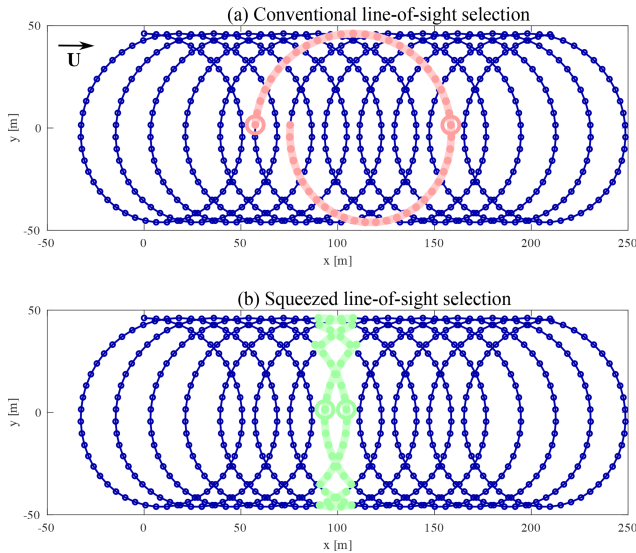 (a) Conventional line-of-sight selection
50
U
y [m]
0
-50
-50 0 50 100 150 200 250
x [m]
(b) Squeezed line-of-sight selection
50
y [m]
0
-50
-50 0 50 100 150 200 250
x [m]